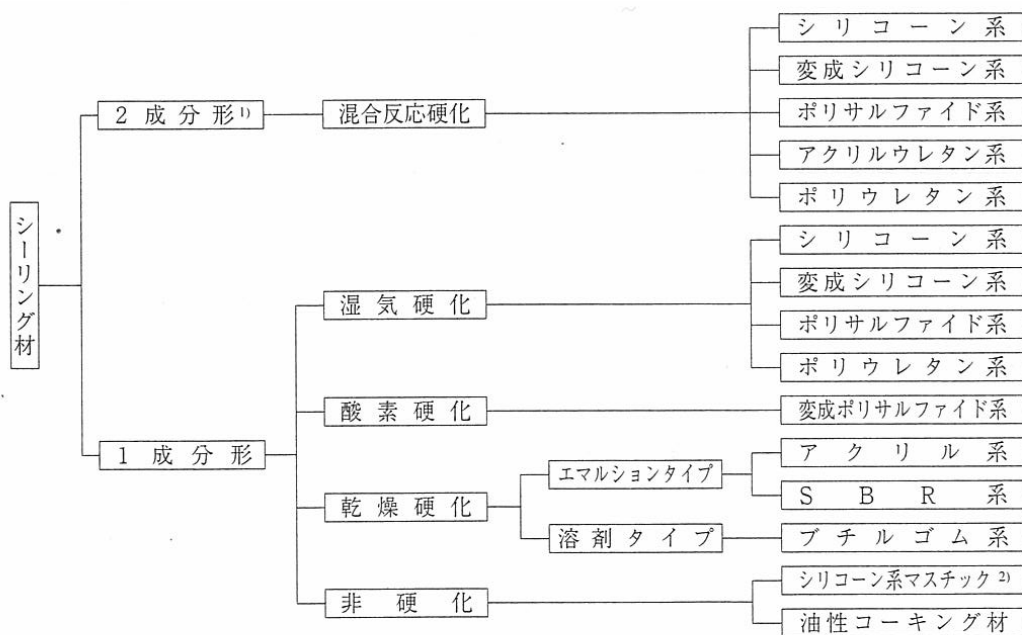 シーリング材
2成分形1)
混合反応硬化
シリコーン系
変成シリコーン系
ポリサルファイド系
アクリルウレタン系
ポリウレタン系
1成分形
湿気硬化
シリコーン系
変成シリコーン系
ポリサルファイド系
ポリウレタン系
酸素硬化
変成ポリサルファイド系
乾燥硬化
エマルションタイプ
アクリル系
SBR系
溶剤タイプ
ブチルゴム系
非硬化
シリコーン系マスチック2)
油性コーキング材